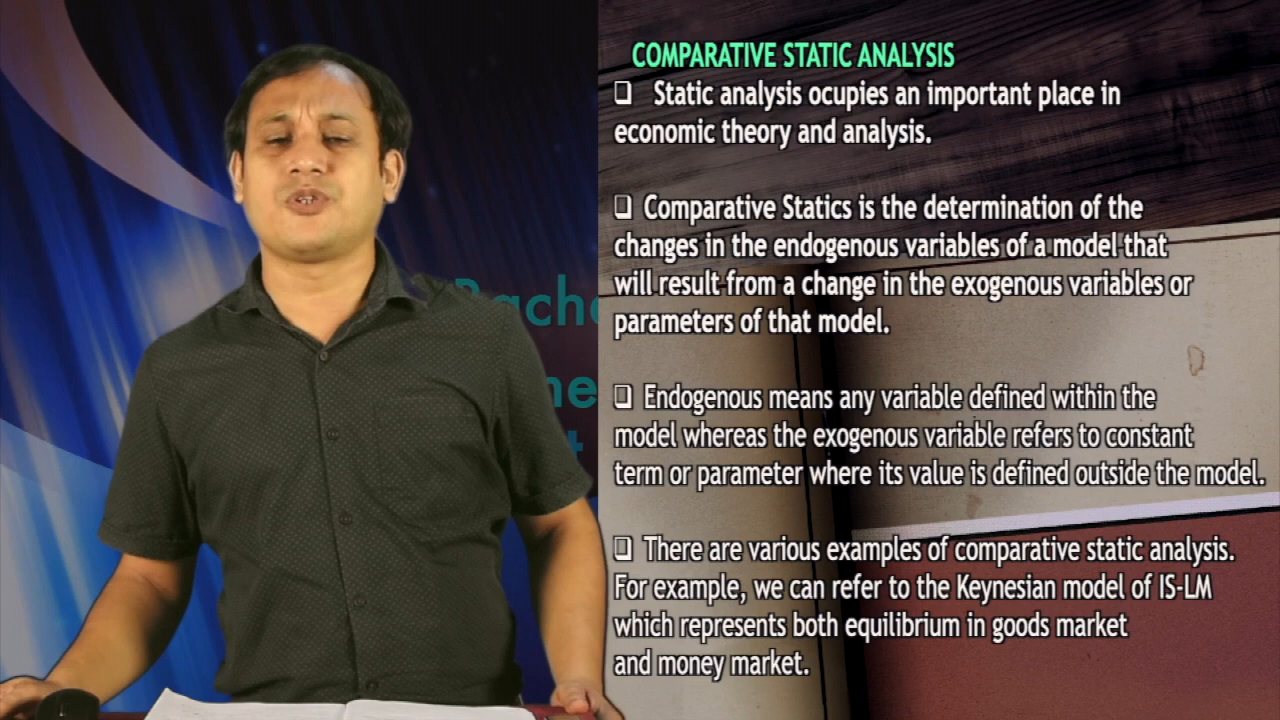 COMPARATIVE STATIC ANALYSIS
❑ Static analysis ocupies an important place in
economic theory and analysis.
❑ Comparative Statics is the determination of the
changes in the endogenous variables of a model that
will result from a change in the exogenous variables or
parameters of that model.
❑ Endogenous means any variable defined within the
model whereas the exogenous variable refers to constant
term or parameter where its value is defined outside the model.
❑ There are various examples of comparative static analysis.
For example, we can refer to the Keynesian model of IS-LM
which represents both equilibrium in goods market
and money market.